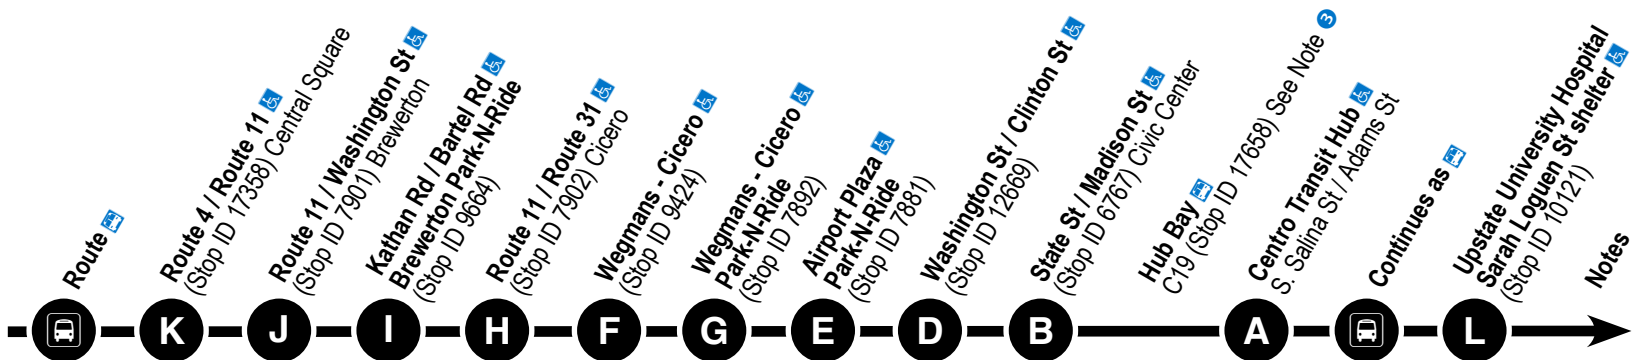 Route
Route 4 / Route 11
(Stop ID 17358) Central Square
Route 11 / Washington St
(Stop ID 7901) Brewerton
Kathan Rd / Bartel Rd
Brewerton Park-N-Ride
(Stop ID 9664)
Route 11 / Route 31
(Stop ID 7902) Cicero
Wegmans - Cicero
(Stop ID 9424)
Wegmans - Cicero
Park-N-Ride
(Stop ID 7892)
Airport Plaza
Park-N-Ride
(Stop ID 7881)
Washington St / Clinton St
(Stop ID 12669)
State St / Madison St
(Stop ID 6767) Civic Center
Hub Bay
C19 (Stop ID 17658) See Note 3
Centro Transit Hub
S. Salina St / Adams St
Continues as
Upstate University Hospital
Sarah Loguen St shelter
(Stop ID 10121)
Notes
K J I H F G E D B A L